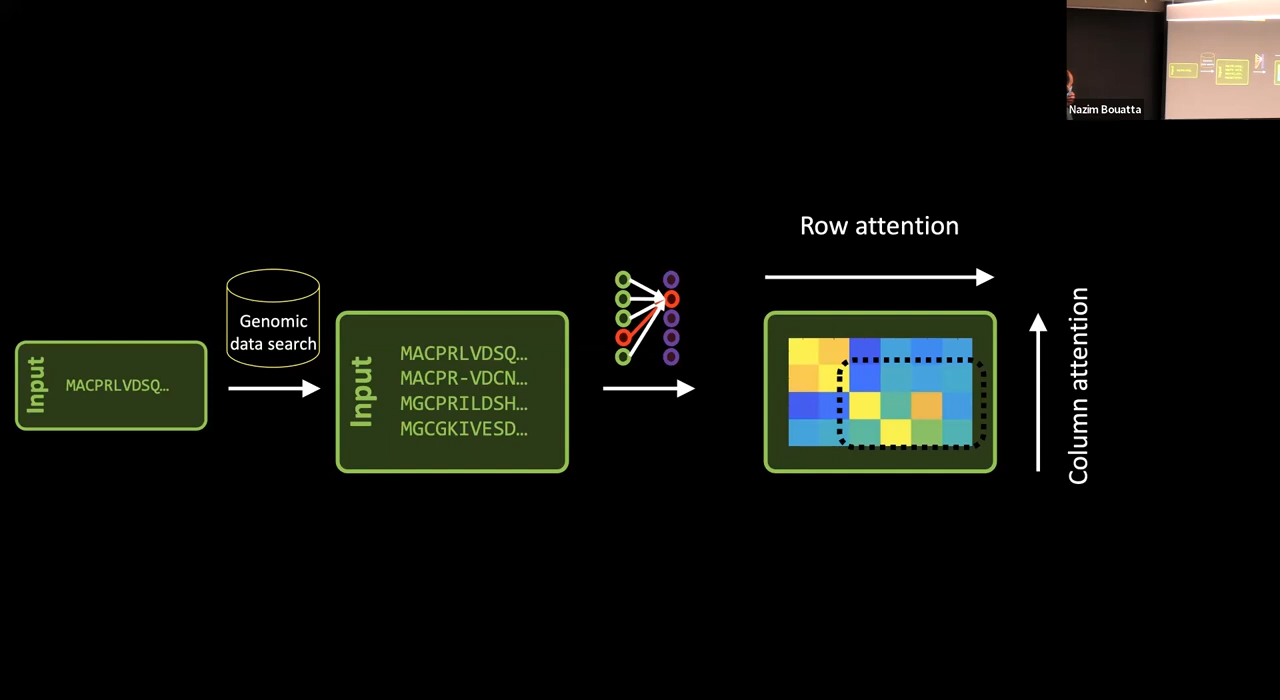 Nazim Bouatta
Row attention
Genomic
data search
Input
MACPRLVDSQ…
Input
MACPRLVDSQ…
MACPR-VDCN…
MGCPRILDSH…
MGCGKIVESD…
Column attention